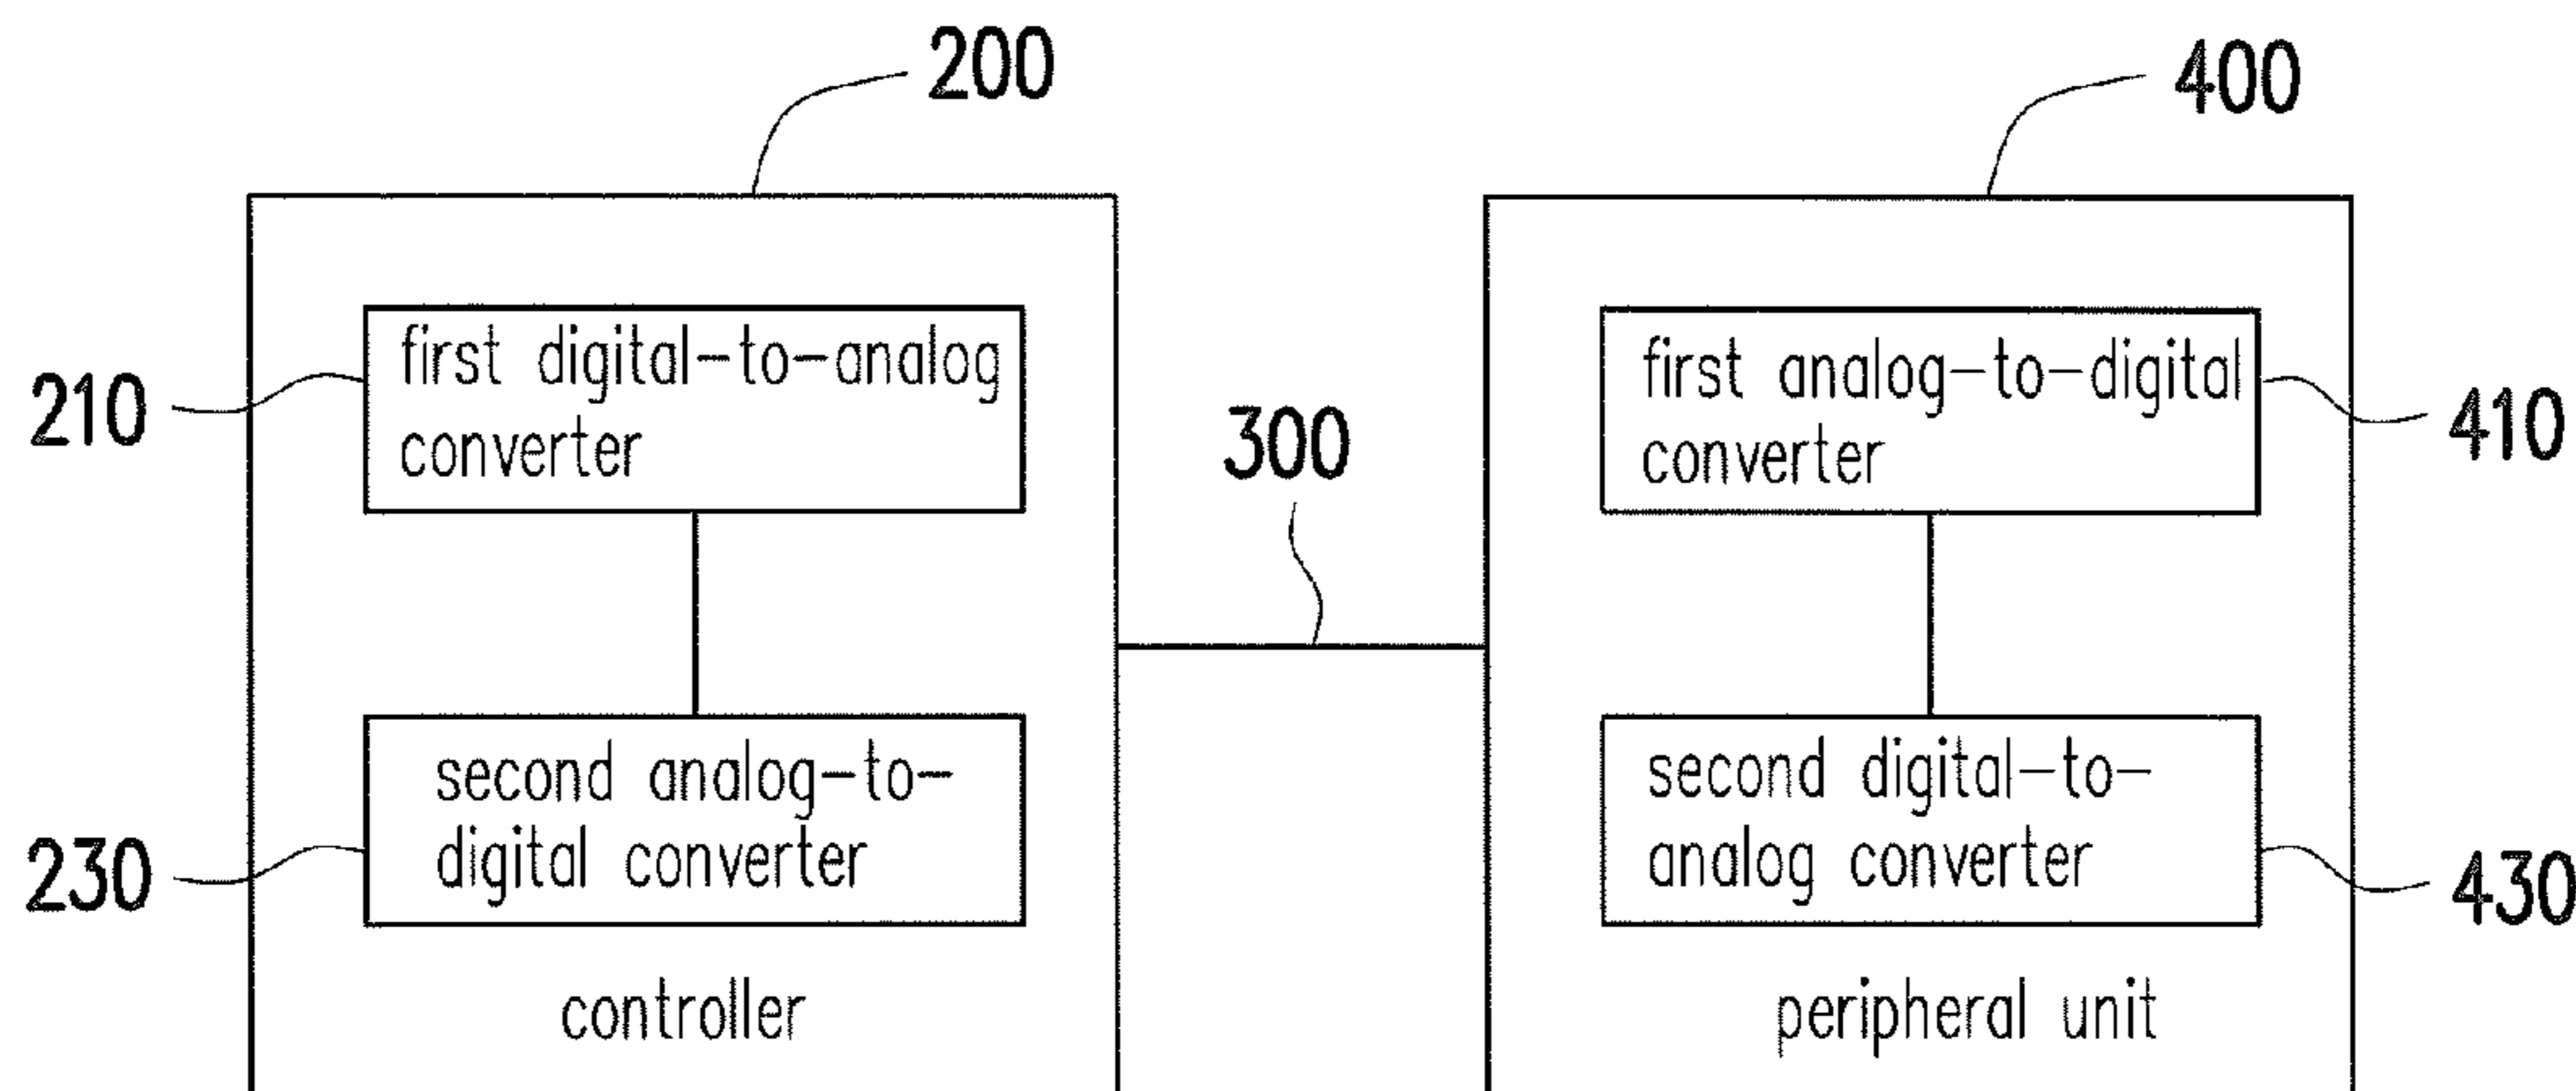 200
400
first digital-to-analog
converter
first analog-to-digital
converter
210
300
410
second analog-to-
digital converter
second digital-to-
analog converter
230
430
controller
peripheral unit